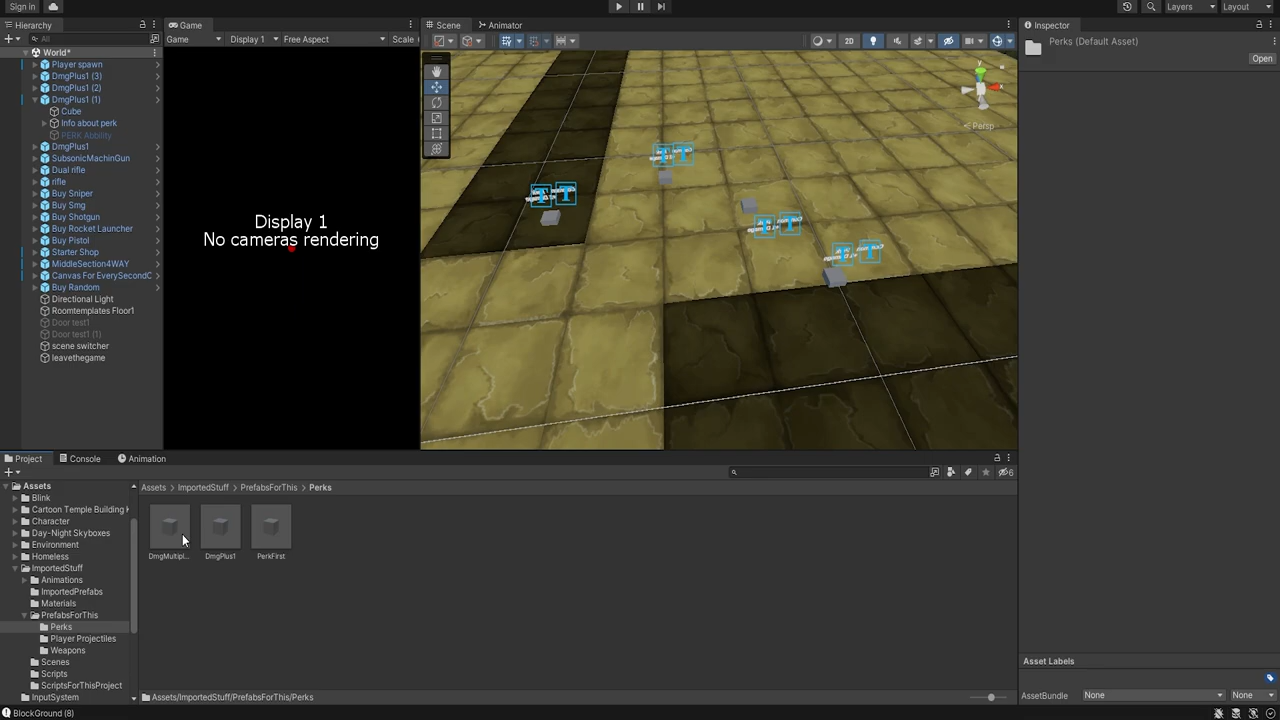 Sign in
Layers
Layout
Hierarchy
Game
Scene
Animator
Inspector
All
Game
Display 1
Free Aspect
Scale
2D
Perks (Default Asset)
Open
World*
Player spawn
DmgPlus1 (3)
DmgPlus1 (2)
DmgPlus1 (1)
Cube
Info about perk
PERK Abbility
DmgPlus1
SubsonicMachinGun
Dual rifle
rifle
Buy Sniper
Buy Smg
Buy Shotgun
Buy Rocket Launcher
Buy Pistol
Starter Shop
MiddleSection4WAY
Canvas For EverySecondC
Buy Random
Directional Light
Roomtemplates Floor1
Door test1
Door test1 (1)
scene switcher
leavethegame
Display 1
No cameras rendering
y
x
Persp
T T
T T
T T
T T
Project
Console
Animation
6
Assets
Blink
Cartoon Temple Building K
Character
Day-Night Skyboxes
Environment
Homeless
ImportedStuff
Animations
ImportedPrefabs
Materials
PrefabsForThis
Perks
Player Projectiles
Weapons
Scenes
Scripts
ScriptsForThisProject
InputSystem
Assets > ImportedStuff > PrefabsForThis > Perks
DmgMultipl...
DmgPlus1
PerkFirst
Assets/ImportedStuff/PrefabsForThis/Perks
Asset Labels
AssetBundle
None
None
BlockGround (8)